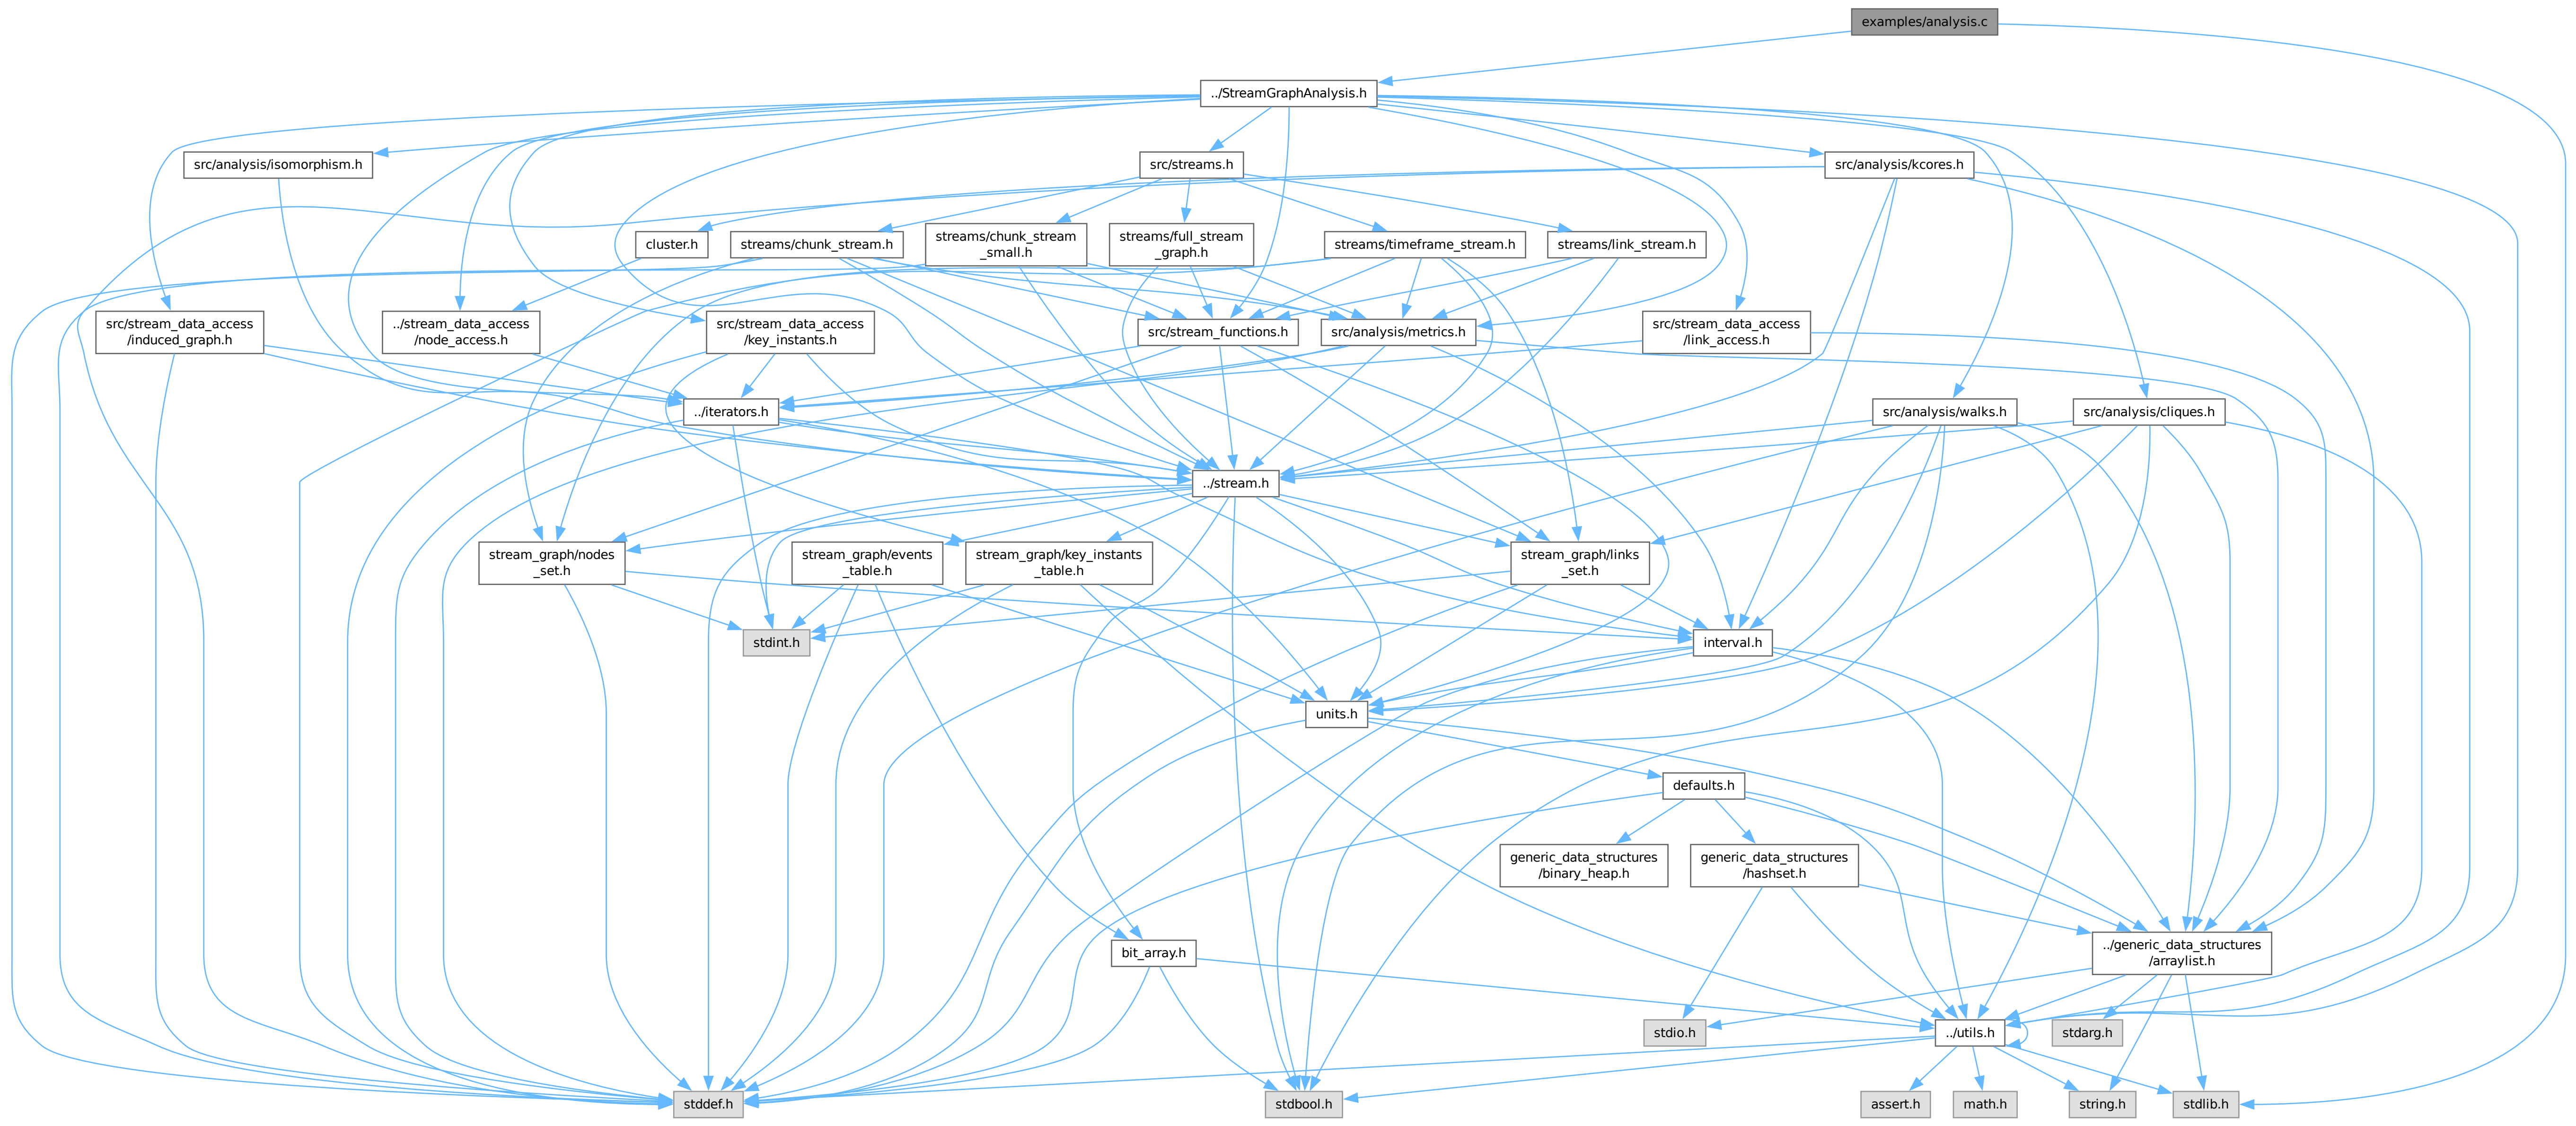 examples/analysis.c
../StreamGraphAnalysis.h
src/analysis/isomorphism.h
src/streams.h
src/analysis/kcores.h
cluster.h
streams/chunk_stream.h
streams/chunk_stream
_small.h
streams/full_stream
_graph.h
streams/timeframe_stream.h
streams/link_stream.h
src/stream_data_access
/induced_graph.h
../stream_data_access
/node_access.h
src/stream_data_access
/key_instants.h
src/stream_functions.h
src/analysis/metrics.h
src/stream_data_access
/link_access.h
../iterators.h
src/analysis/walks.h
src/analysis/cliques.h
../stream.h
stream_graph/nodes
_set.h
stream_graph/events
_table.h
stream_graph/key_instants
_table.h
stream_graph/links
_set.h
stdint.h
interval.h
units.h
defaults.h
generic_data_structures
/binary_heap.h
generic_data_structures
/hashset.h
bit_array.h
../generic_data_structures
/arraylist.h
stdio.h
../utils.h
stdarg.h
stddef.h
stdbool.h
assert.h
math.h
string.h
stdlib.h